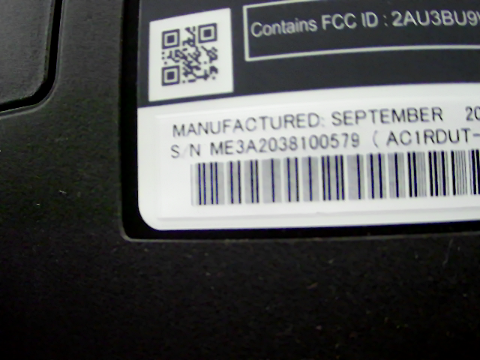 Contains FCC ID : 2AU3BU9
MANUFACTURED: SEPTEMBER 20
S/N ME3A2038100579 ( AC1RDUT-